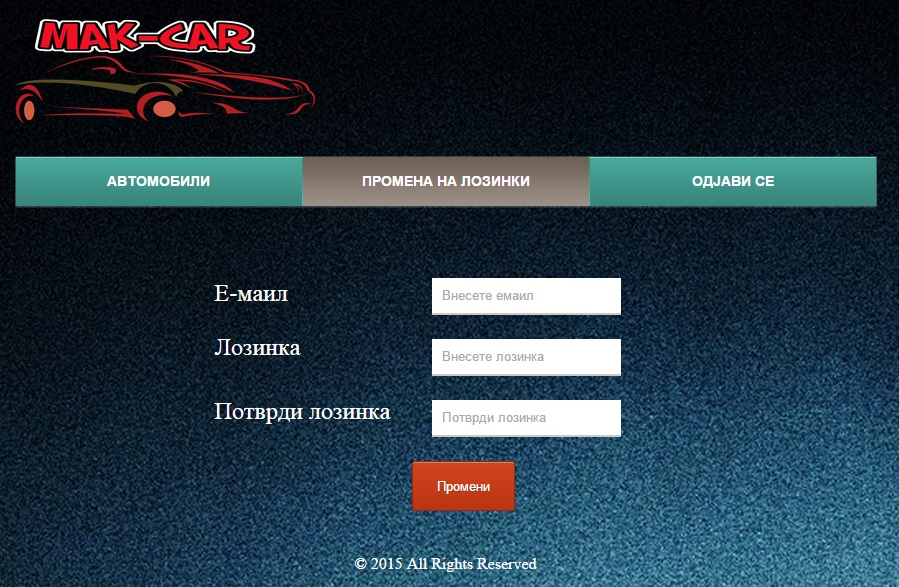 MAK-CAR
АВТОМОБИЛИ ПРОМЕНА НА ЛОЗИНКИ ОДЈАВИ СЕ
Е-маил Внесете емаил
Лозинка Внесете лозинка
Потврди лозинка Потврди лозинка
Промени
© 2015 All Rights Reserved